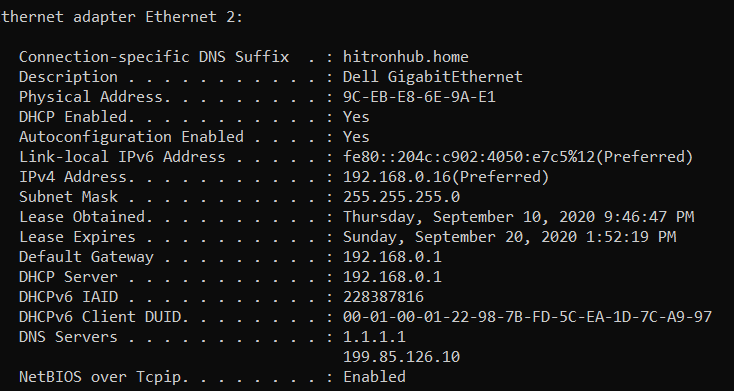 thernet adapter Ethernet 2:
Connection-specific DNS Suffix . : hitronhub.home
Description . . . . . . . . . . . : Dell GigabitEthernet
Physical Address. . . . . . . . . : 9C-EB-E8-6E-9A-E1
DHCP Enabled. . . . . . . . . . . : Yes
Autoconfiguration Enabled . . . . : Yes
Link-local IPv6 Address . . . . . : fe80::204c:c902:4050:e7c5%12(Preferred)
IPv4 Address. . . . . . . . . . . : 192.168.0.16(Preferred)
Subnet Mask . . . . . . . . . . . : 255.255.255.0
Lease Obtained. . . . . . . . . . : Thursday, September 10, 2020 9:46:47 PM
Lease Expires . . . . . . . . . . : Sunday, September 20, 2020 1:52:19 PM
Default Gateway . . . . . . . . . : 192.168.0.1
DHCP Server . . . . . . . . . . . : 192.168.0.1
DHCPv6 IAID . . . . . . . . . . . : 228387816
DHCPv6 Client DUID. . . . . . . . : 00-01-00-01-22-98-7B-FD-5C-EA-1D-7C-A9-97
DNS Servers . . . . . . . . . . . : 1.1.1.1
199.85.126.10
NetBIOS over Tcpip. . . . . . . . : Enabled